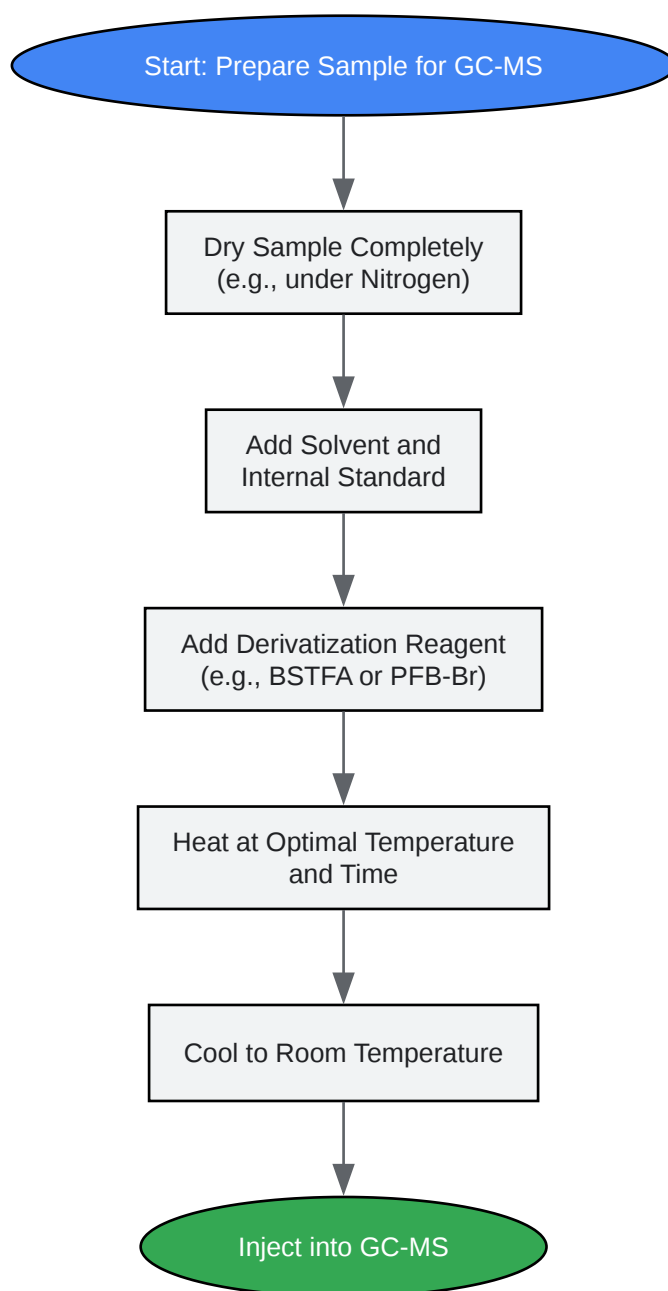 Start: Prepare Sample for GC-MS
Dry Sample Completely
(e.g., under Nitrogen)
Add Solvent and
Internal Standard
Add Derivatization Reagent
(e.g., BSTFA or PFB-Br)
Heat at Optimal Temperature
and Time
Cool to Room Temperature
Inject into GC-MS